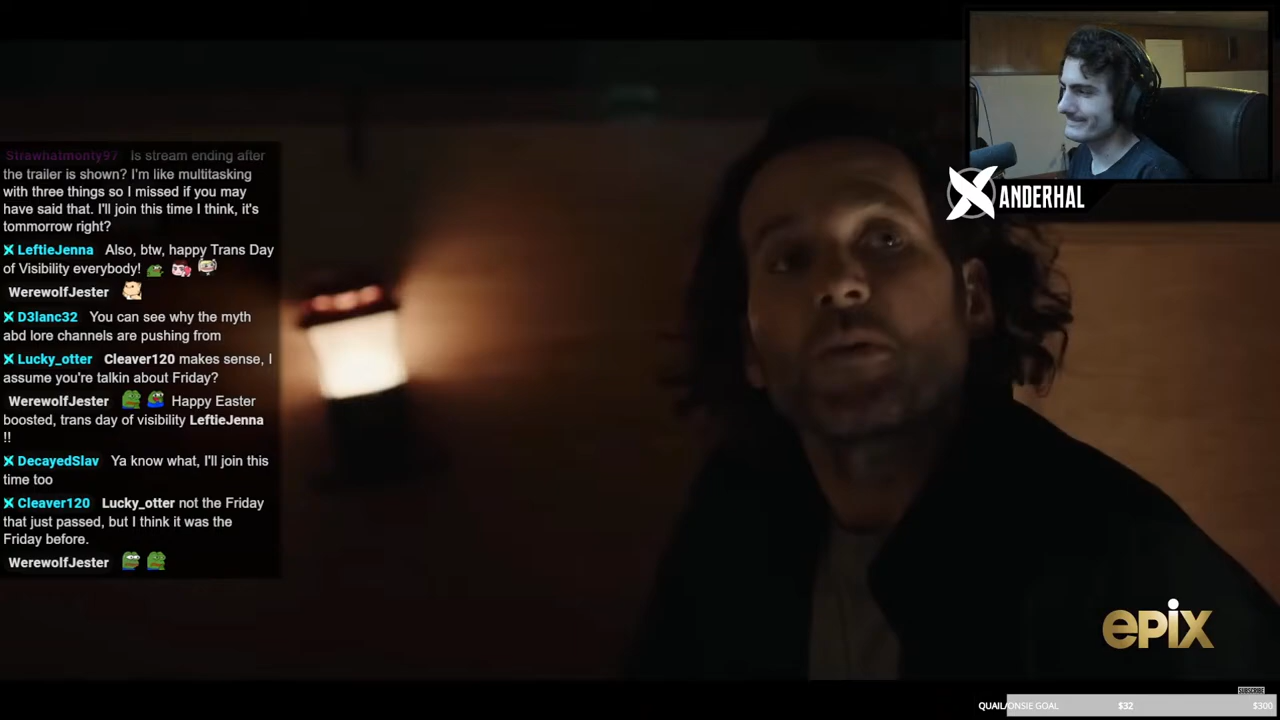 Strawhatmonty97 Is stream ending after
the trailer is shown? I'm like multitasking
with three things so I missed if you may
have said that. I'll join this time I think, it's
tommorrow right?
LeftieJenna Also, btw, happy Trans Day
of Visibility everybody!
WerewolfJester
D3lanc32 You can see why the myth
abd lore channels are pushing from
Lucky_otter Cleaver120 makes sense, I
assume you're talkin about Friday?
WerewolfJester Happy Easter
boosted, trans day of visibility LeftieJenna
!!
DecayedSlav Ya know what, I'll join this
time too
Cleaver120 Lucky_otter not the Friday
that just passed, but I think it was the
Friday before.
WerewolfJester
ANDERHAL
epix
SUBSCRIBE
QUAIL/ONSIE GOAL $32 $300